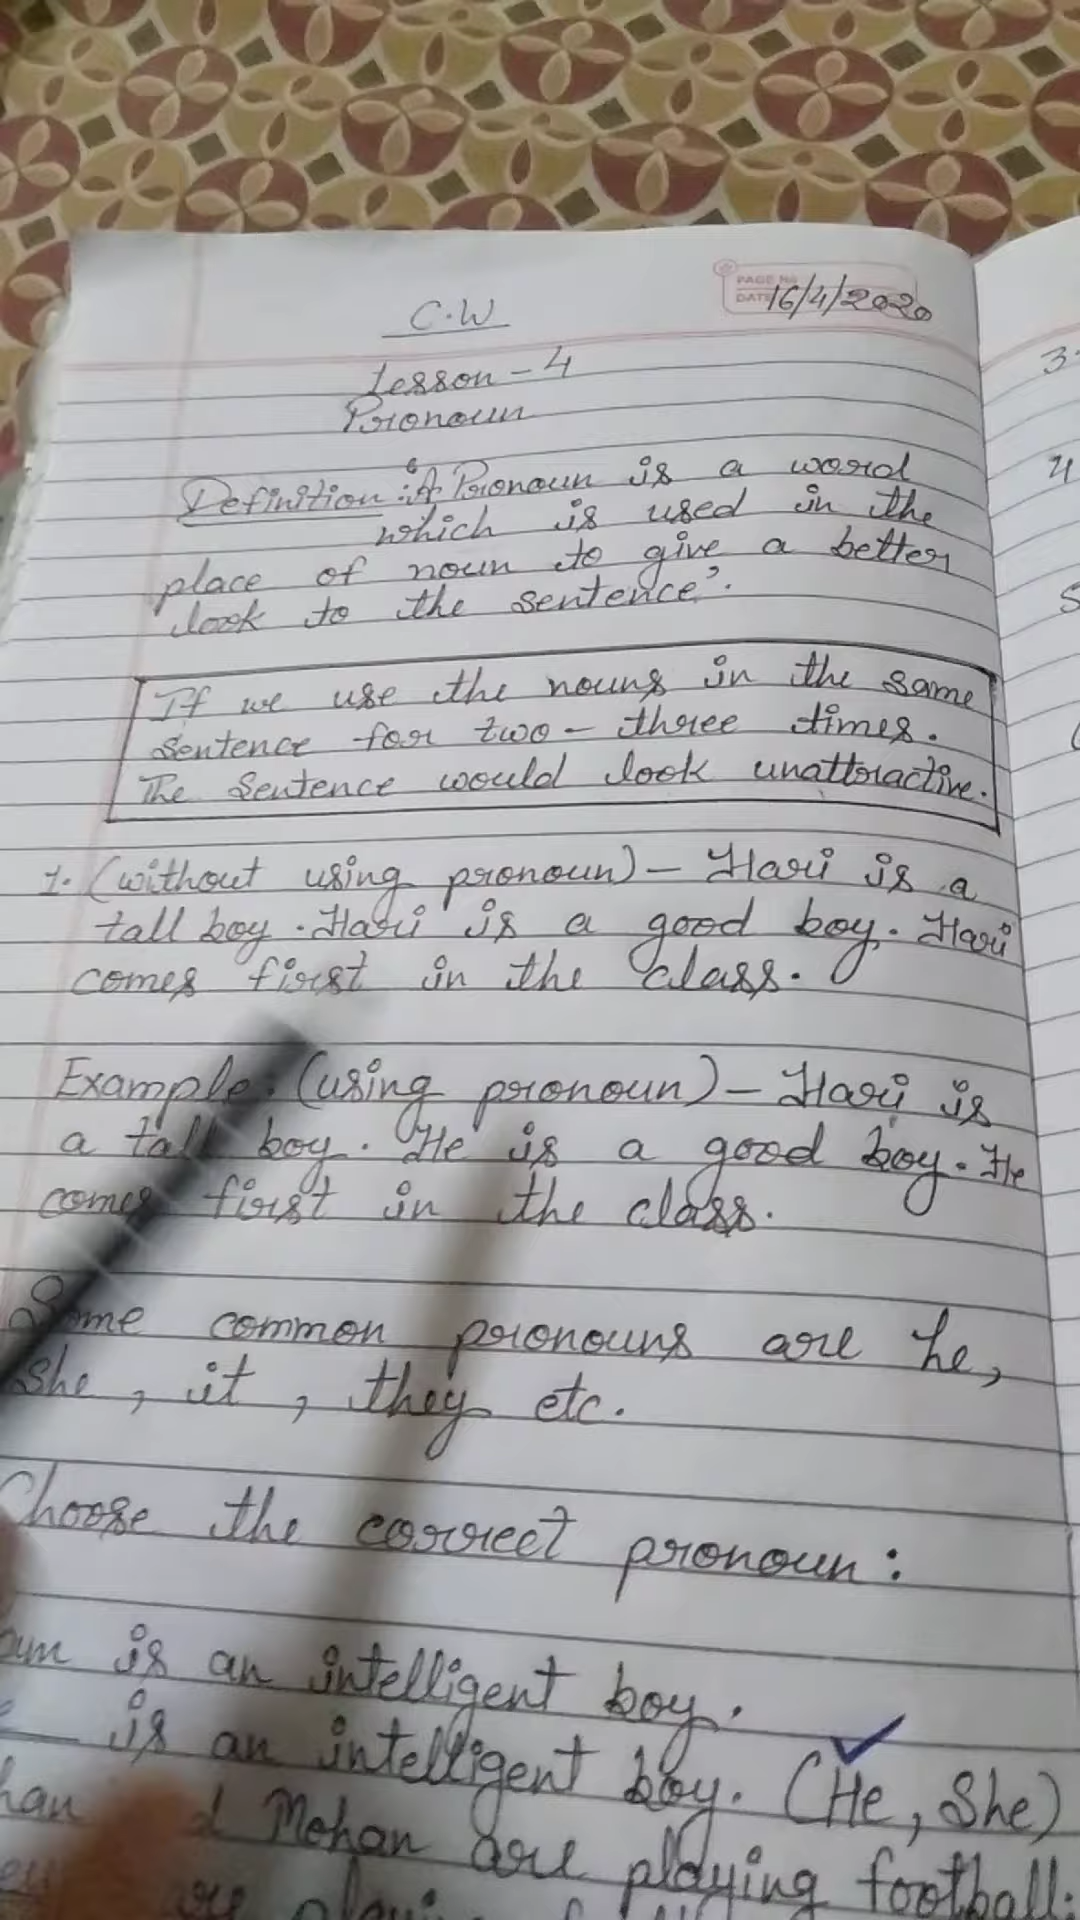 PAGE No
DATE 16/4/2020
C.W
Lesson - 4
Pronoun
Definition :- "A Pronoun is a word
which is used in the
place of noun to give a better
look to the sentence".
If we use the nouns in the same
sentence for two - three times.
The sentence would look unattractive.
1. (without using pronoun) - Hari is a
tall boy. Hari is a good boy. Hari
comes first in the class.
Example. (using pronoun) - Hari is
a tall boy. He is a good boy. He
comes first in the class.
Some common pronouns are he,
she, it, they etc.
Choose the correct pronoun :
is an intelligent boy.
is an intelligent boy. (He, She)
Mohan are playing football.
are
3.
4
5